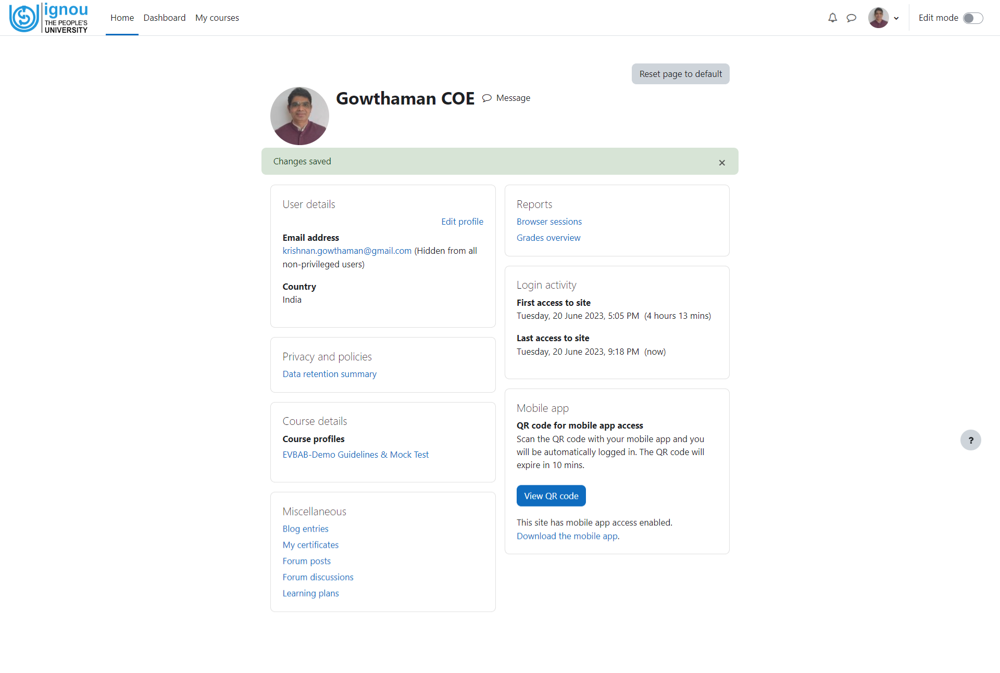 ignou
THE PEOPLE'S
UNIVERSITY
Home Dashboard My courses
Edit mode
Reset page to default
Gowthaman COE Message
Changes saved ×
User details
Edit profile
Email address
krishnan.gowthaman@gmail.com (Hidden from all
non-privileged users)
Country
India
Privacy and policies
Data retention summary
Course details
Course profiles
EVBAB-Demo Guidelines & Mock Test
Miscellaneous
Blog entries
My certificates
Forum posts
Forum discussions
Learning plans
Reports
Browser sessions
Grades overview
Login activity
First access to site
Tuesday, 20 June 2023, 5:05 PM (4 hours 13 mins)
Last access to site
Tuesday, 20 June 2023, 9:18 PM (now)
Mobile app
QR code for mobile app access
Scan the QR code with your mobile app and you
will be automatically logged in. The QR code will
expire in 10 mins.
View QR code
This site has mobile app access enabled.
Download the mobile app.
?